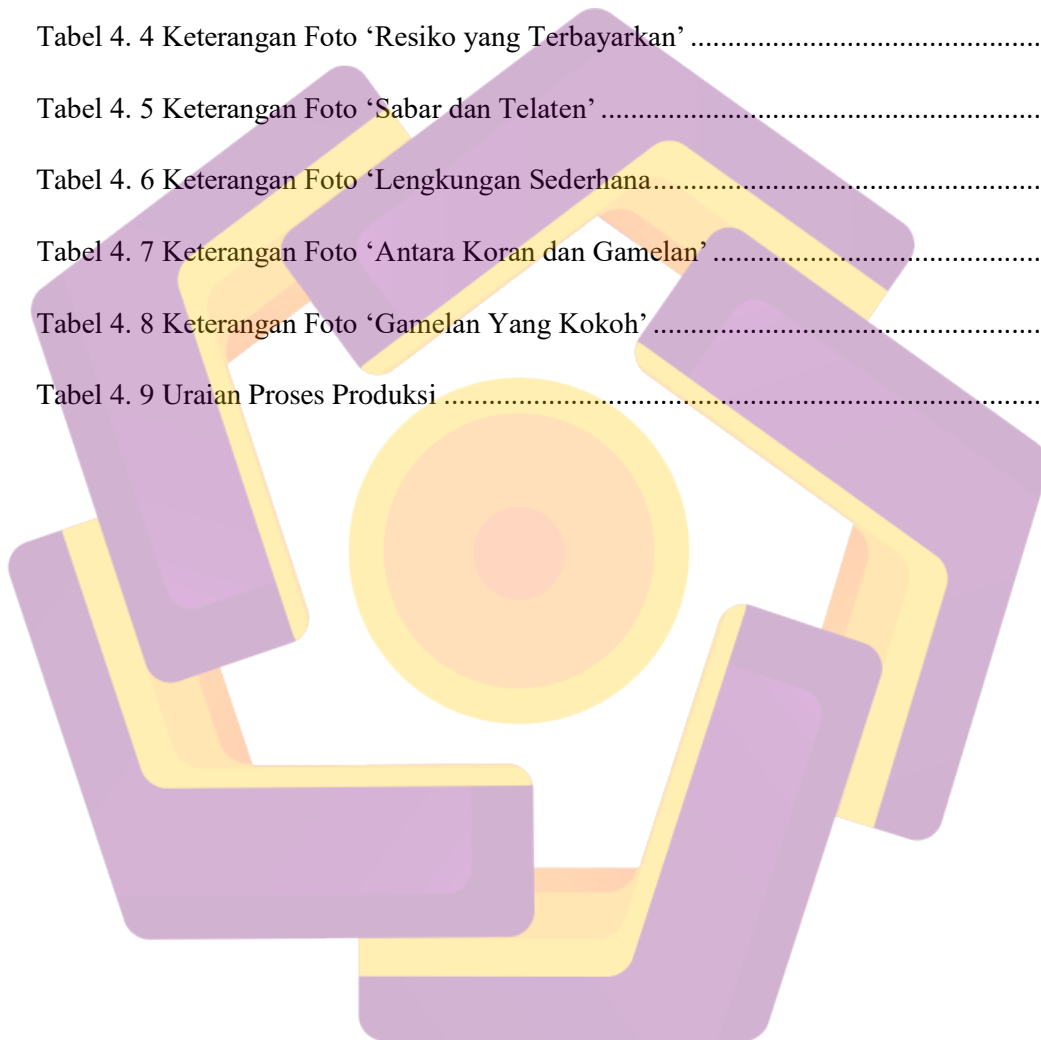 Tabel 4. 4 Keterangan Foto ‘Resiko yang Terbayarkan’ ........................................
Tabel 4. 5 Keterangan Foto ‘Sabar dan Telaten’ ....................................................
Tabel 4. 6 Keterangan Foto ‘Lengkungan Sederhana..............................................
Tabel 4. 7 Keterangan Foto ‘Antara Koran dan Gamelan’ .....................................
Tabel 4. 8 Keterangan Foto ‘Gamelan Yang Kokoh’ .............................................
Tabel 4. 9 Uraian Proses Produksi .........................................................................